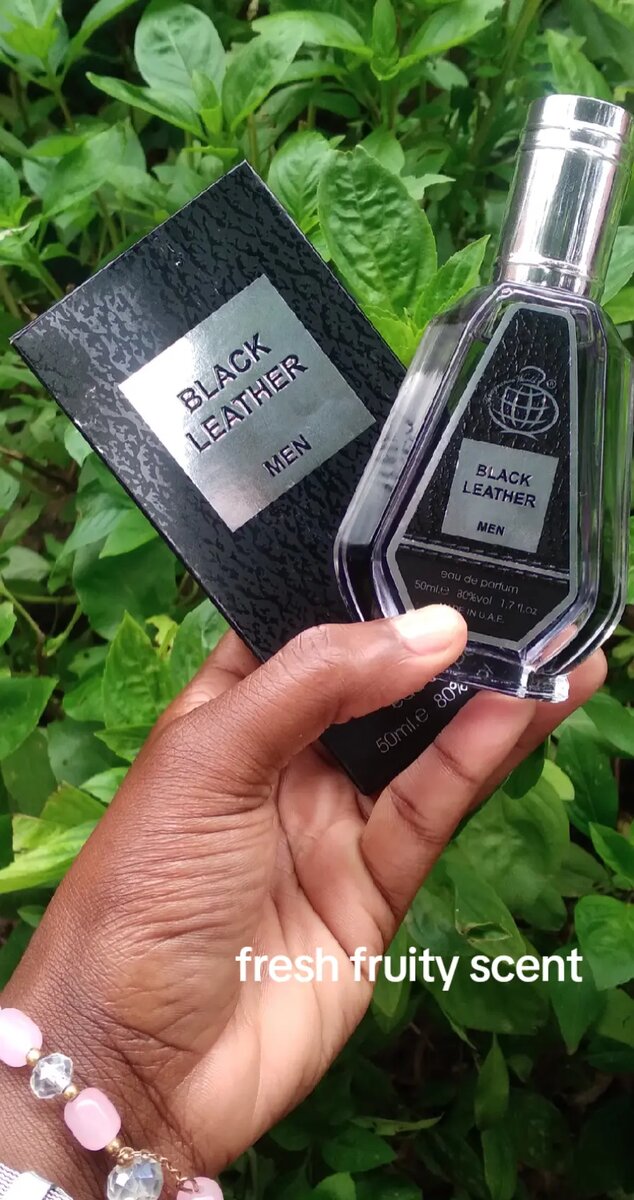 BLACK
LEATHER
MEN
BLACK
LEATHER
MEN
eau de parfum
50ml.e 80%vol 1.7 fl.oz
MADE IN U.A.E.
50ml.e 80%
fresh fruity scent